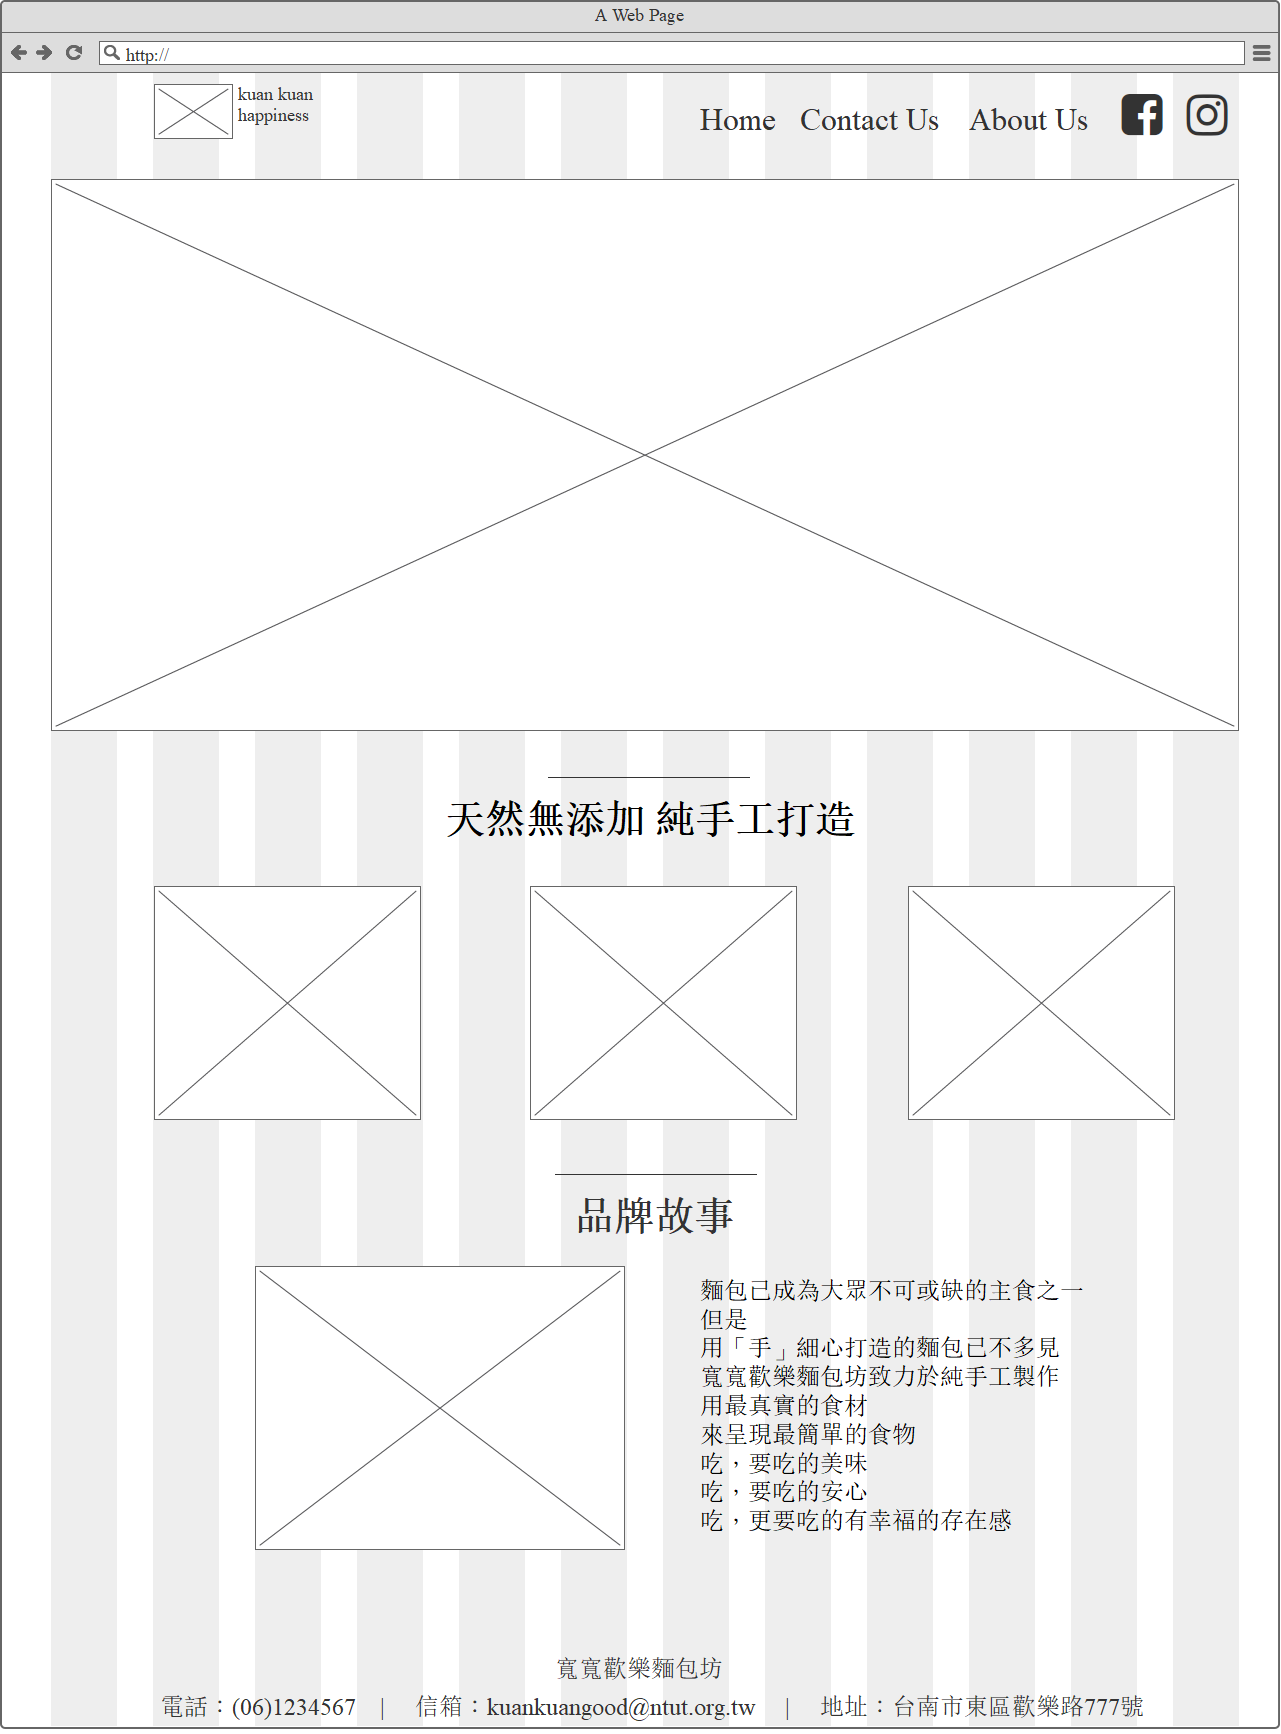 A Web Page
http://
kuan kuan
happiness
Home
Contact Us
About Us
天然無添加 純手工打造
品牌故事
麵包已成為大眾不可或缺的主食之一
但是
用「手」細心打造的麵包已不多見
寬寬歡樂麵包坊致力於純手工製作
用最真實的食材
來呈現最簡單的食物
吃，要吃的美味
吃，要吃的安心
吃，更要吃的有幸福的存在感
寬寬歡樂麵包坊
電話：(06)1234567 | 信箱：kuankuangood@ntut.org.tw | 地址：台南市東區歡樂路777號